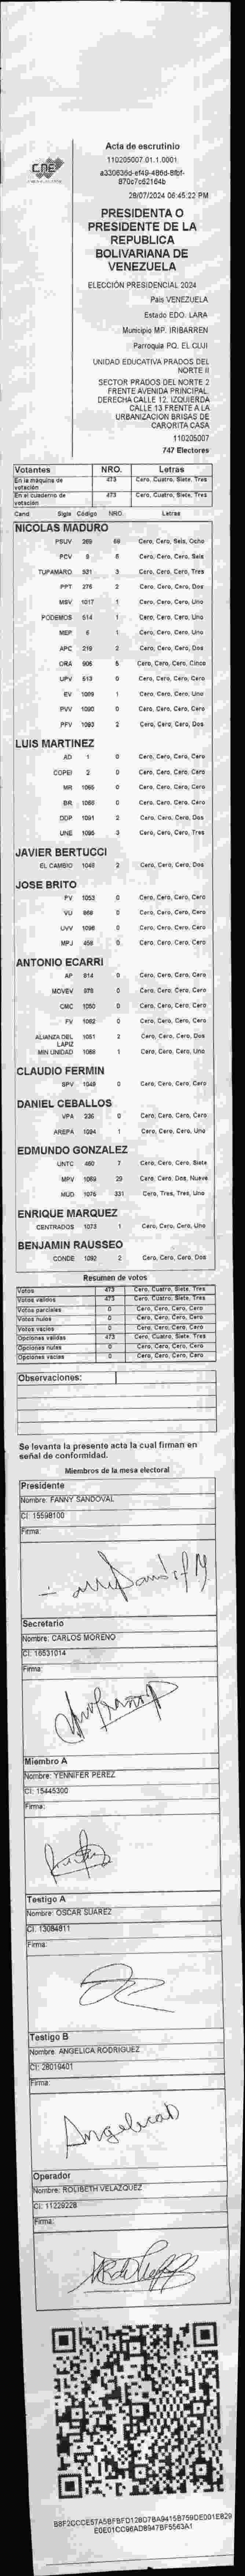 CNE
Acta de escrutinio
110205007.01.1.0001
28/07/2024 06:45:22 PM
PRESIDENTA O
PRESIDENTE DE LA
REPUBLICA
BOLIVARIANA DE
VENEZUELA
ELECCIÓN PRESIDENCIAL 2024
País VENEZUELA
Estado EDO. LARA
Municipio MP. IRIBARREN
Parroquia PQ. EL CUJI
UNIDAD EDUCATIVA PRADOS DEL
NORTE II
SECTOR PRADOS DEL NORTE 2
FRENTE AVENIDA PRINCIPAL.
DERECHA CALLE 12. IZQUIERDA
CALLE 13 FRENTE A LA
URBANIZACION BRISAS DE
CARORITA CASA
110205007
747 Electores
Votantes NRO. Letras
En la máquina de votación 473 Cero, Cuatro, Siete, Tres
En el cuaderno de votación 473 Cero, Cuatro, Siete, Tres
Cand Sigla Código NRO. Letras
NICOLAS MADURO
PSUV 269 68 Cero, Cero, Seis, Ocho
PCV 9 6 Cero, Cero, Cero, Seis
TUPAMARO 531 3 Cero, Cero, Cero, Tres
PPT 276 2 Cero, Cero, Cero, Dos
MSV 1017 1 Cero, Cero, Cero, Uno
PODEMOS 514 1 Cero, Cero, Cero, Uno
MEP 6 1 Cero, Cero, Cero, Uno
APC 219 2 Cero, Cero, Cero, Dos
ORA 906 5 Cero, Cero, Cero, Cinco
UPV 513 0 Cero, Cero, Cero, Cero
EV 1099 1 Cero, Cero, Cero, Uno
PVV 1090 0 Cero, Cero, Cero, Cero
PFV 1093 2 Cero, Cero, Cero, Dos
LUIS MARTINEZ
AD 1 0 Cero, Cero, Cero, Cero
COPEI 2 0 Cero, Cero, Cero, Cero
MR 1065 0 Cero, Cero, Cero, Cero
BR 1066 0 Cero, Cero, Cero, Cero
DDP 1091 2 Cero, Cero, Cero, Dos
UNE 1095 3 Cero, Cero, Cero, Tres
JAVIER BERTUCCI
EL CAMBIO 1048 2 Cero, Cero, Cero, Dos
JOSE BRITO
PV 1053 0 Cero, Cero, Cero, Cero
VU 868 0 Cero, Cero, Cero, Cero
UVV 1096 0 Cero, Cero, Cero, Cero
MPJ 456 0 Cero, Cero, Cero, Cero
ANTONIO ECARRI
AP 814 0 Cero, Cero, Cero, Cero
MOVEV 978 0 Cero, Cero, Cero, Cero
CMC 1050 0 Cero, Cero, Cero, Cero
FV 1082 0 Cero, Cero, Cero, Cero
ALIANZA DEL LAPIZ 1051 2 Cero, Cero, Cero, Dos
MIN UNIDAD 1088 1 Cero, Cero, Cero, Uno
CLAUDIO FERMIN
SPV 1049 0 Cero, Cero, Cero, Cero
DANIEL CEBALLOS
VPA 236 0 Cero, Cero, Cero, Cero
AREPA 1094 1 Cero, Cero, Cero, Uno
EDMUNDO GONZALEZ
UNTC 460 7 Cero, Cero, Cero, Siete
MPV 1089 29 Cero, Cero, Dos, Nueve
MUD 1076 331 Cero, Tres, Tres, Uno
ENRIQUE MARQUEZ
CENTRADOS 1073 1 Cero, Cero, Cero, Uno
BENJAMIN RAUSSEO
CONDE 1092 2 Cero, Cero, Cero, Dos
Resumen de votos
Votos 473 Cero, Cuatro, Siete, Tres
Votos validos 473 Cero, Cuatro, Siete, Tres
Votos parciales 0 Cero, Cero, Cero, Cero
Votos nulos 0 Cero, Cero, Cero, Cero
Votos vacíos 0 Cero, Cero, Cero, Cero
Opciones validas 473 Cero, Cuatro, Siete, Tres
Opciones nulas 0 Cero, Cero, Cero, Cero
Opciones vacías 0 Cero, Cero, Cero, Cero
Observaciones:
Se levanta la presente acta la cual firman en
señal de conformidad.
Miembros de la mesa electoral
Presidente
Nombre: FANNY SANDOVAL
CI: 15598100
Firma:
Secretario
Nombre: CARLOS MORENO
CI: 16531014
Firma:
Miembro A
Nombre: YENNIFER PEREZ
CI: 15445300
Firma:
Testigo A
Nombre: OSCAR SUAREZ
CI: 13084811
Firma:
Testigo B
Nombre: ANGELICA RODRIGUEZ
CI: 28019401
Firma:
Angelica
Operador
Nombre: ROLIBETH VELAZQUEZ
CI: 11229228
Firma: